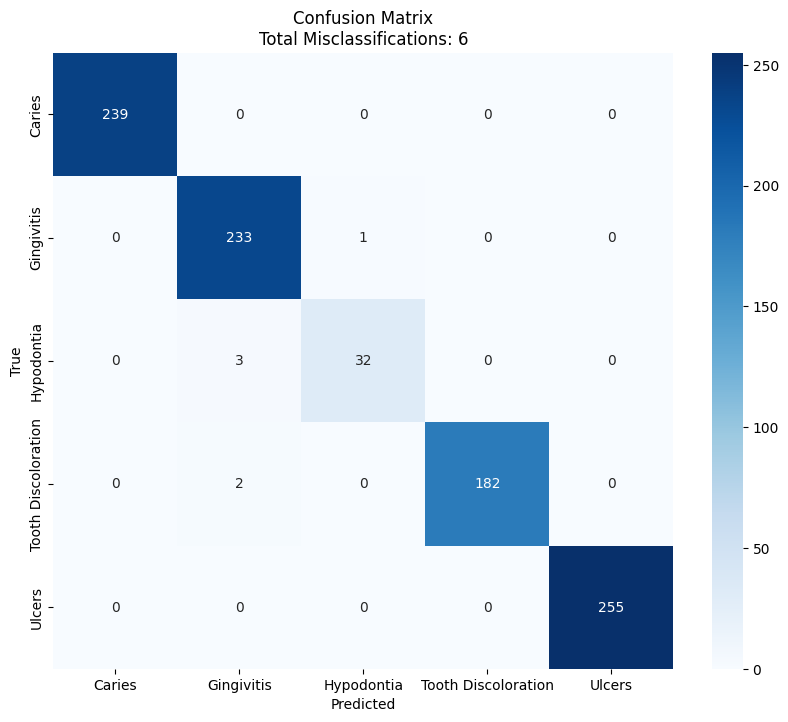 Confusion Matrix
Total Misclassifications: 6
Caries 239 0 0 0 0
Gingivitis 0 233 1 0 0
Hypodontia 0 3 32 0 0
Tooth Discoloration 0 2 0 182 0
Ulcers 0 0 0 0 255
True
Caries Gingivitis Hypodontia Tooth Discoloration Ulcers
Predicted
250
200
150
100
50
0